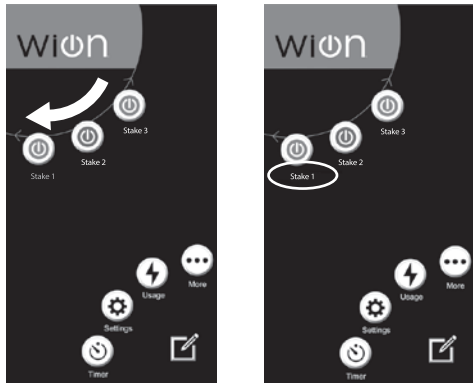 wion
Stake 3
Stake 2
Stake 1
More
Usage
Settings
Timer
wion
Stake 3
Stake 2
Stake 1
More
Usage
Settings
Timer